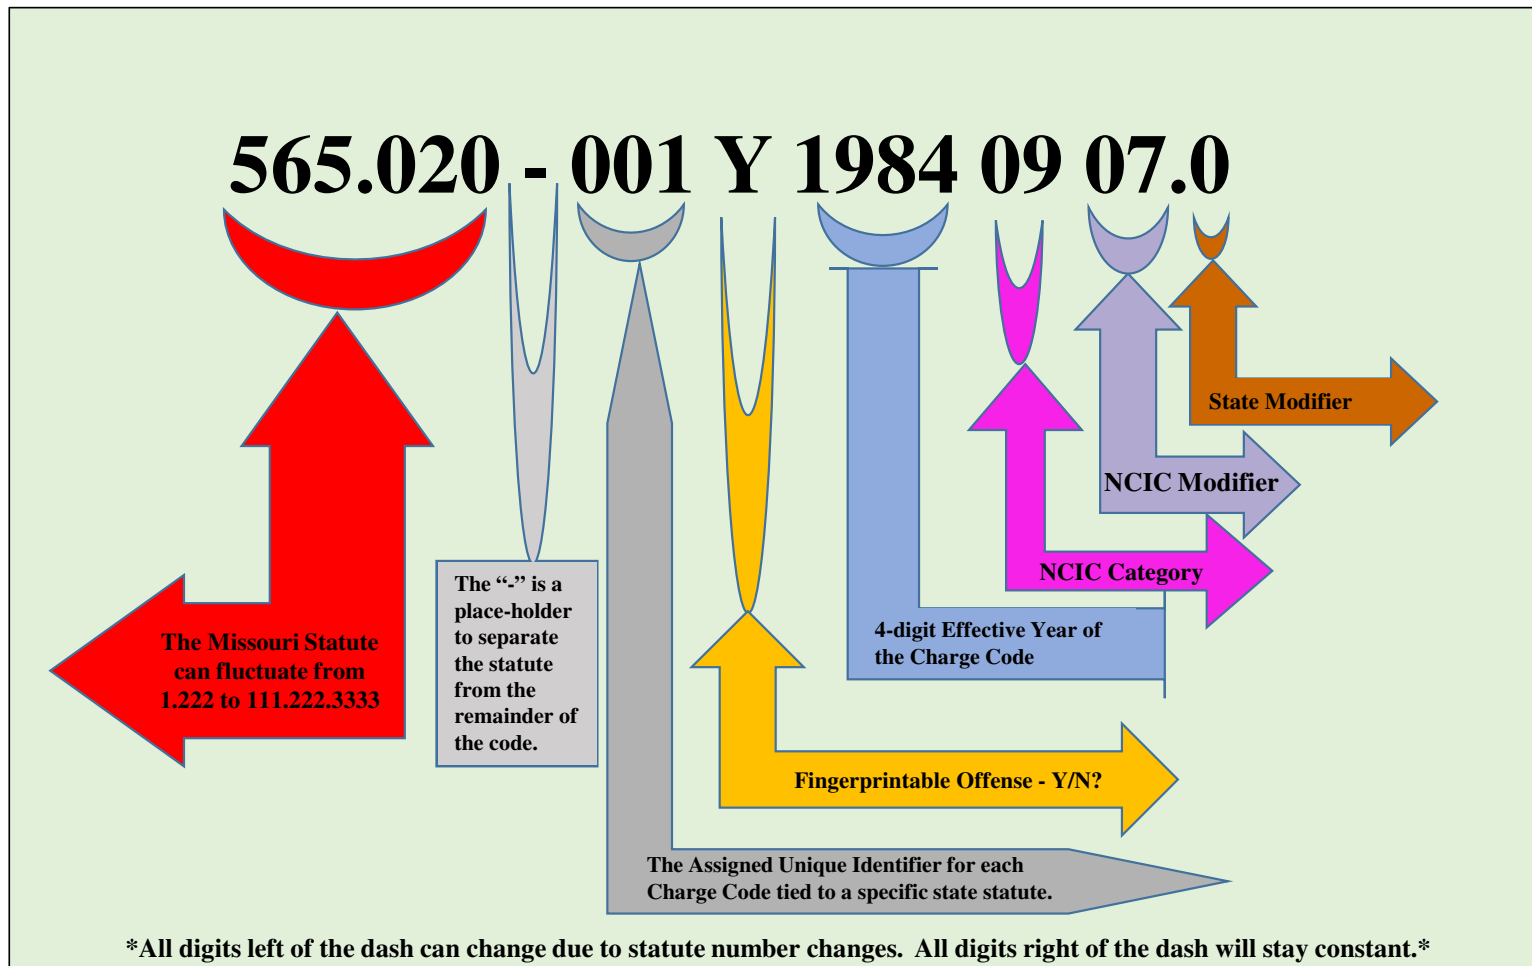 565.020 - 001 Y 1984 09 07.0
State Modifier
NCIC Modifier
NCIC Category
The “-” is a
place-holder
to separate
the statute
from the
remainder of
the code.
4-digit Effective Year of
the Charge Code
The Missouri Statute
can fluctuate from
1.222 to 111.222.3333
Fingerprintable Offense - Y/N?
The Assigned Unique Identifier for each
Charge Code tied to a specific state statute.
*All digits left of the dash can change due to statute number changes.  All digits right of the dash will stay constant.*